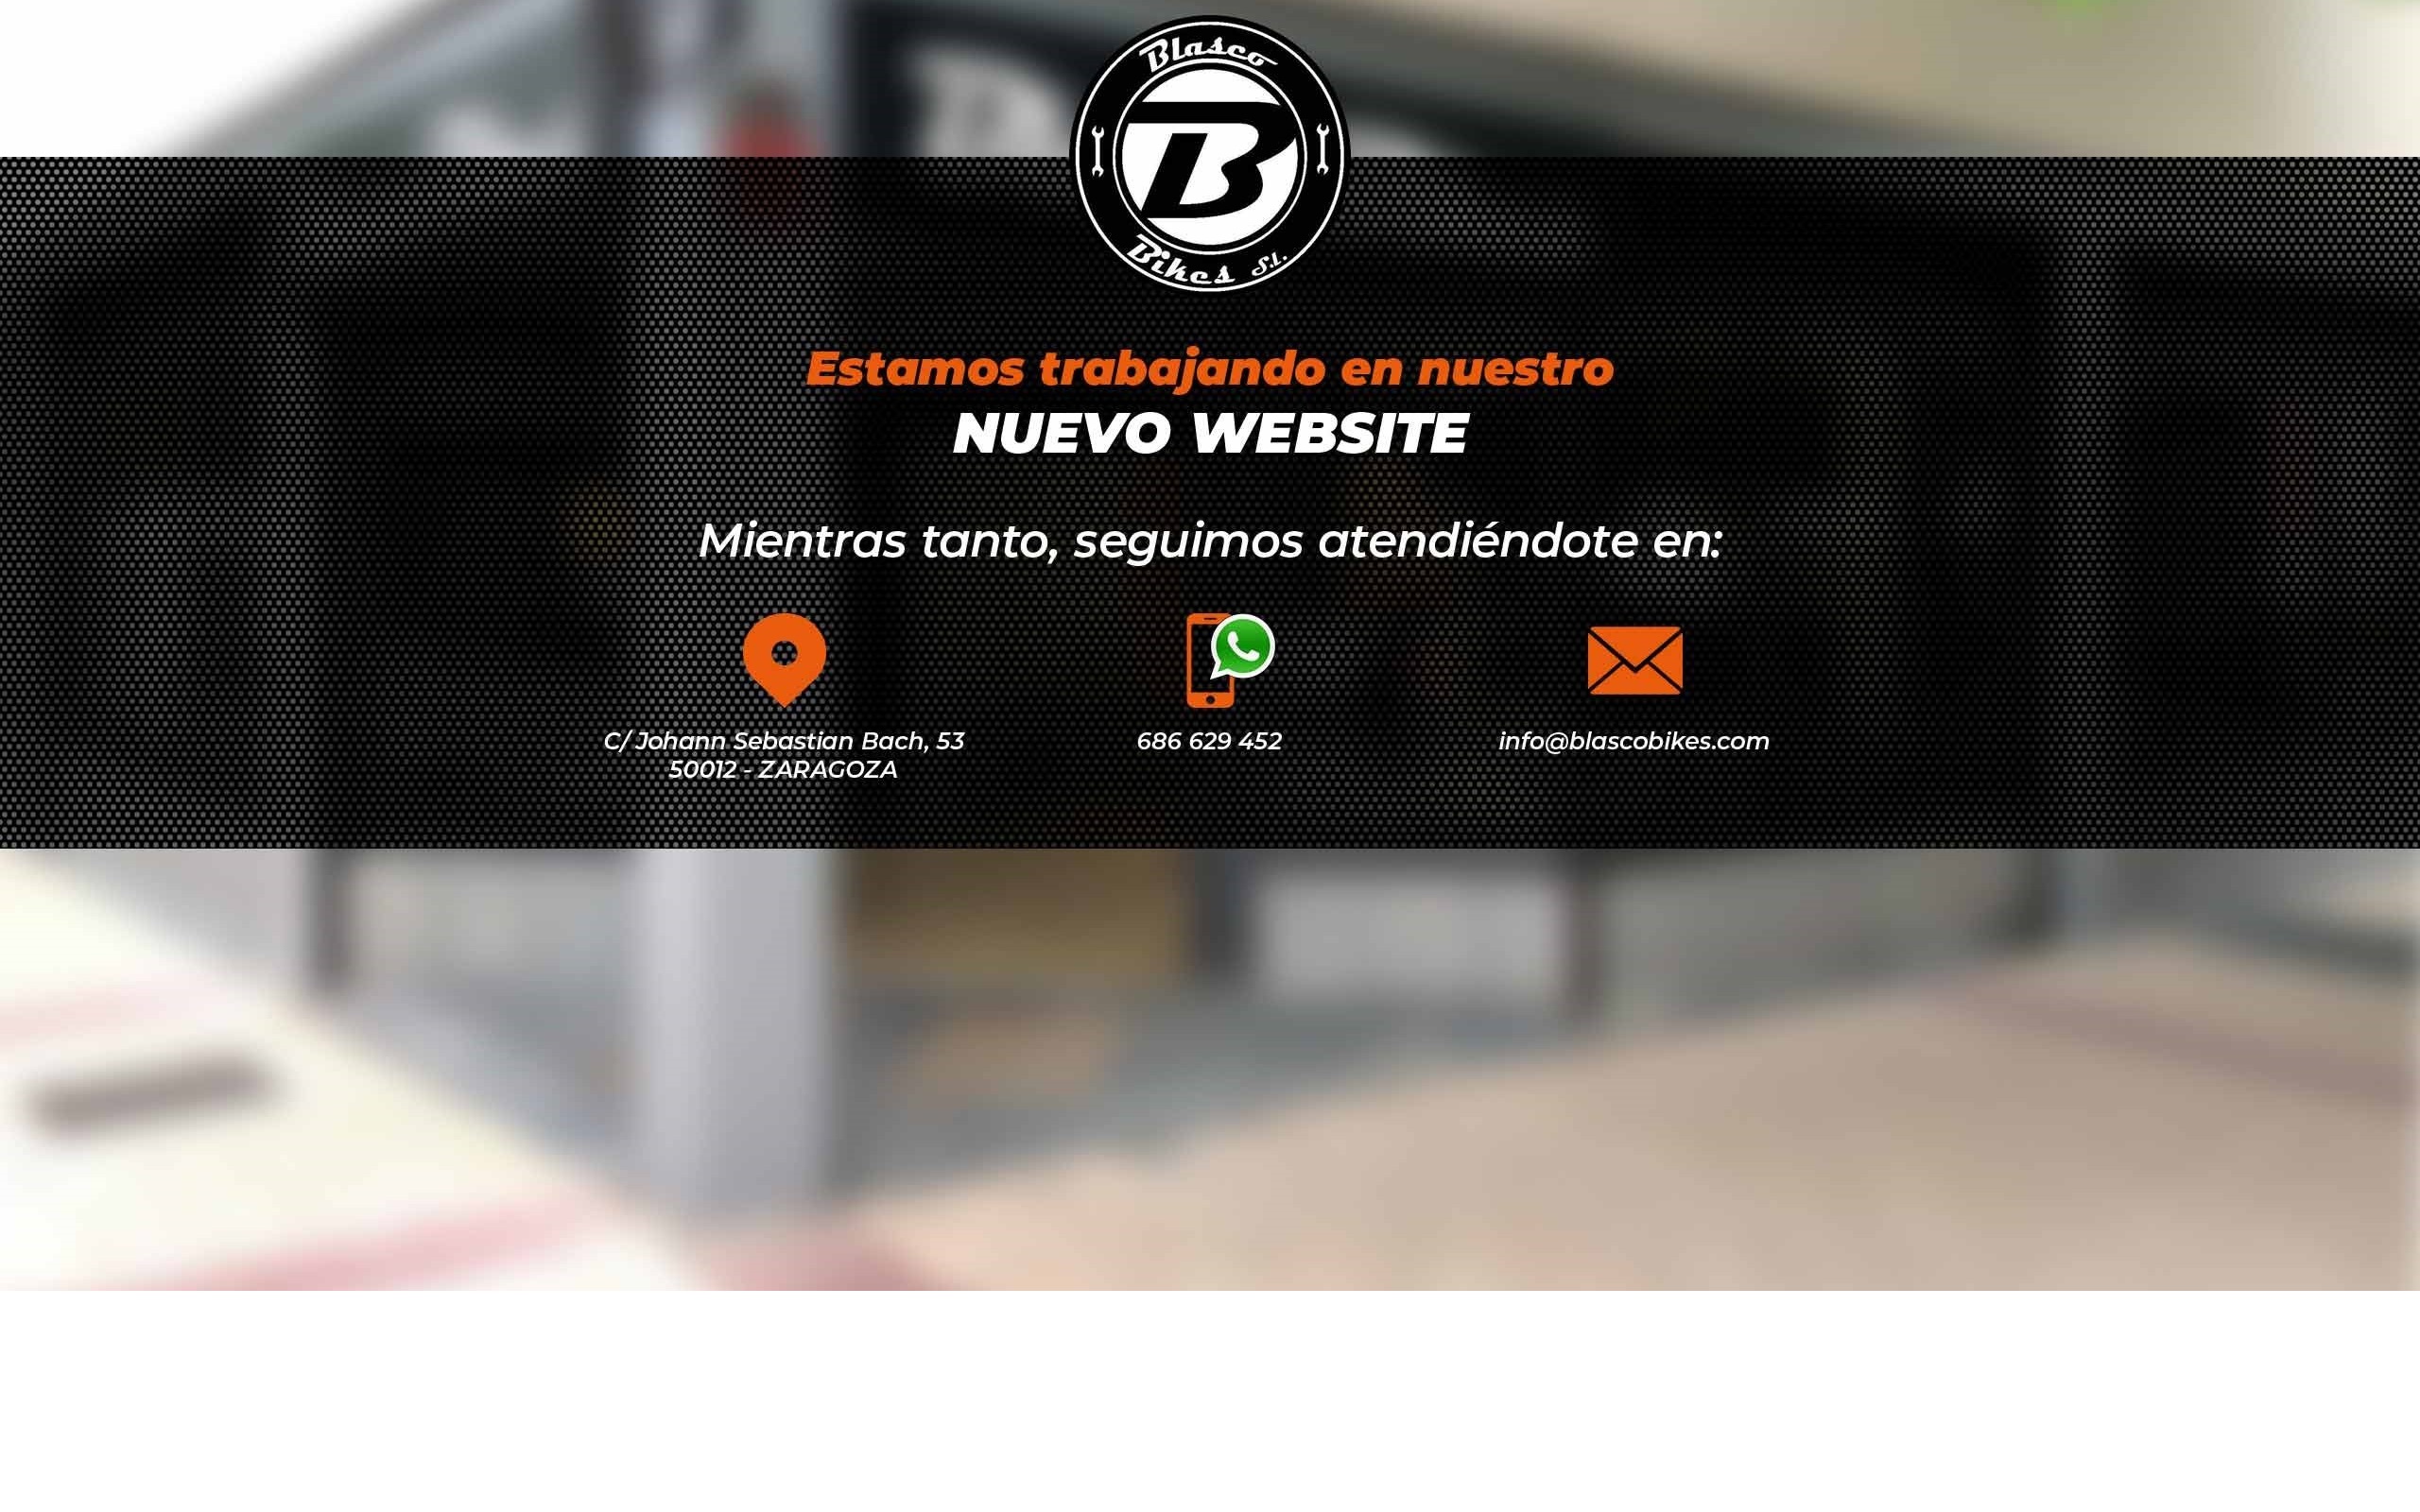 Blasco
B
Bikes S.L.
Estamos trabajando en nuestro
NUEVO WEBSITE
Mientras tanto, seguimos atendiéndote en:
C/ Johann Sebastian Bach, 53
50012 - ZARAGOZA
686 629 452
info@blascobikes.com